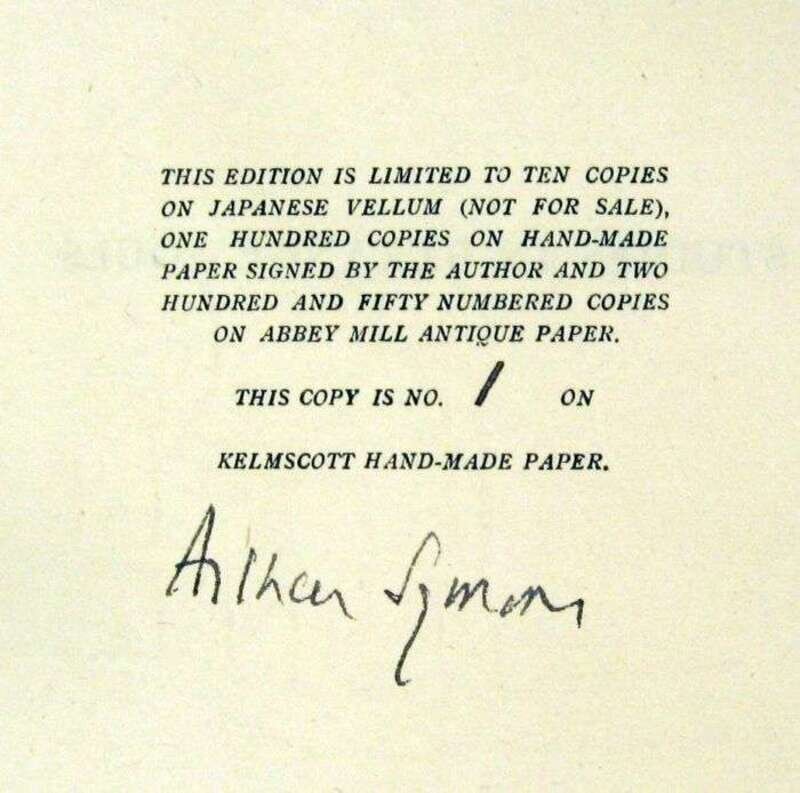 THIS EDITION IS LIMITED TO TEN COPIES
ON JAPANESE VELLUM (NOT FOR SALE),
ONE HUNDRED COPIES ON HAND-MADE
PAPER SIGNED BY THE AUTHOR AND TWO
HUNDRED AND FIFTY NUMBERED COPIES
ON ABBEY MILL ANTIQUE PAPER.
THIS COPY IS NO. 1 ON
KELMSCOTT HAND-MADE PAPER.
Arthur Symons